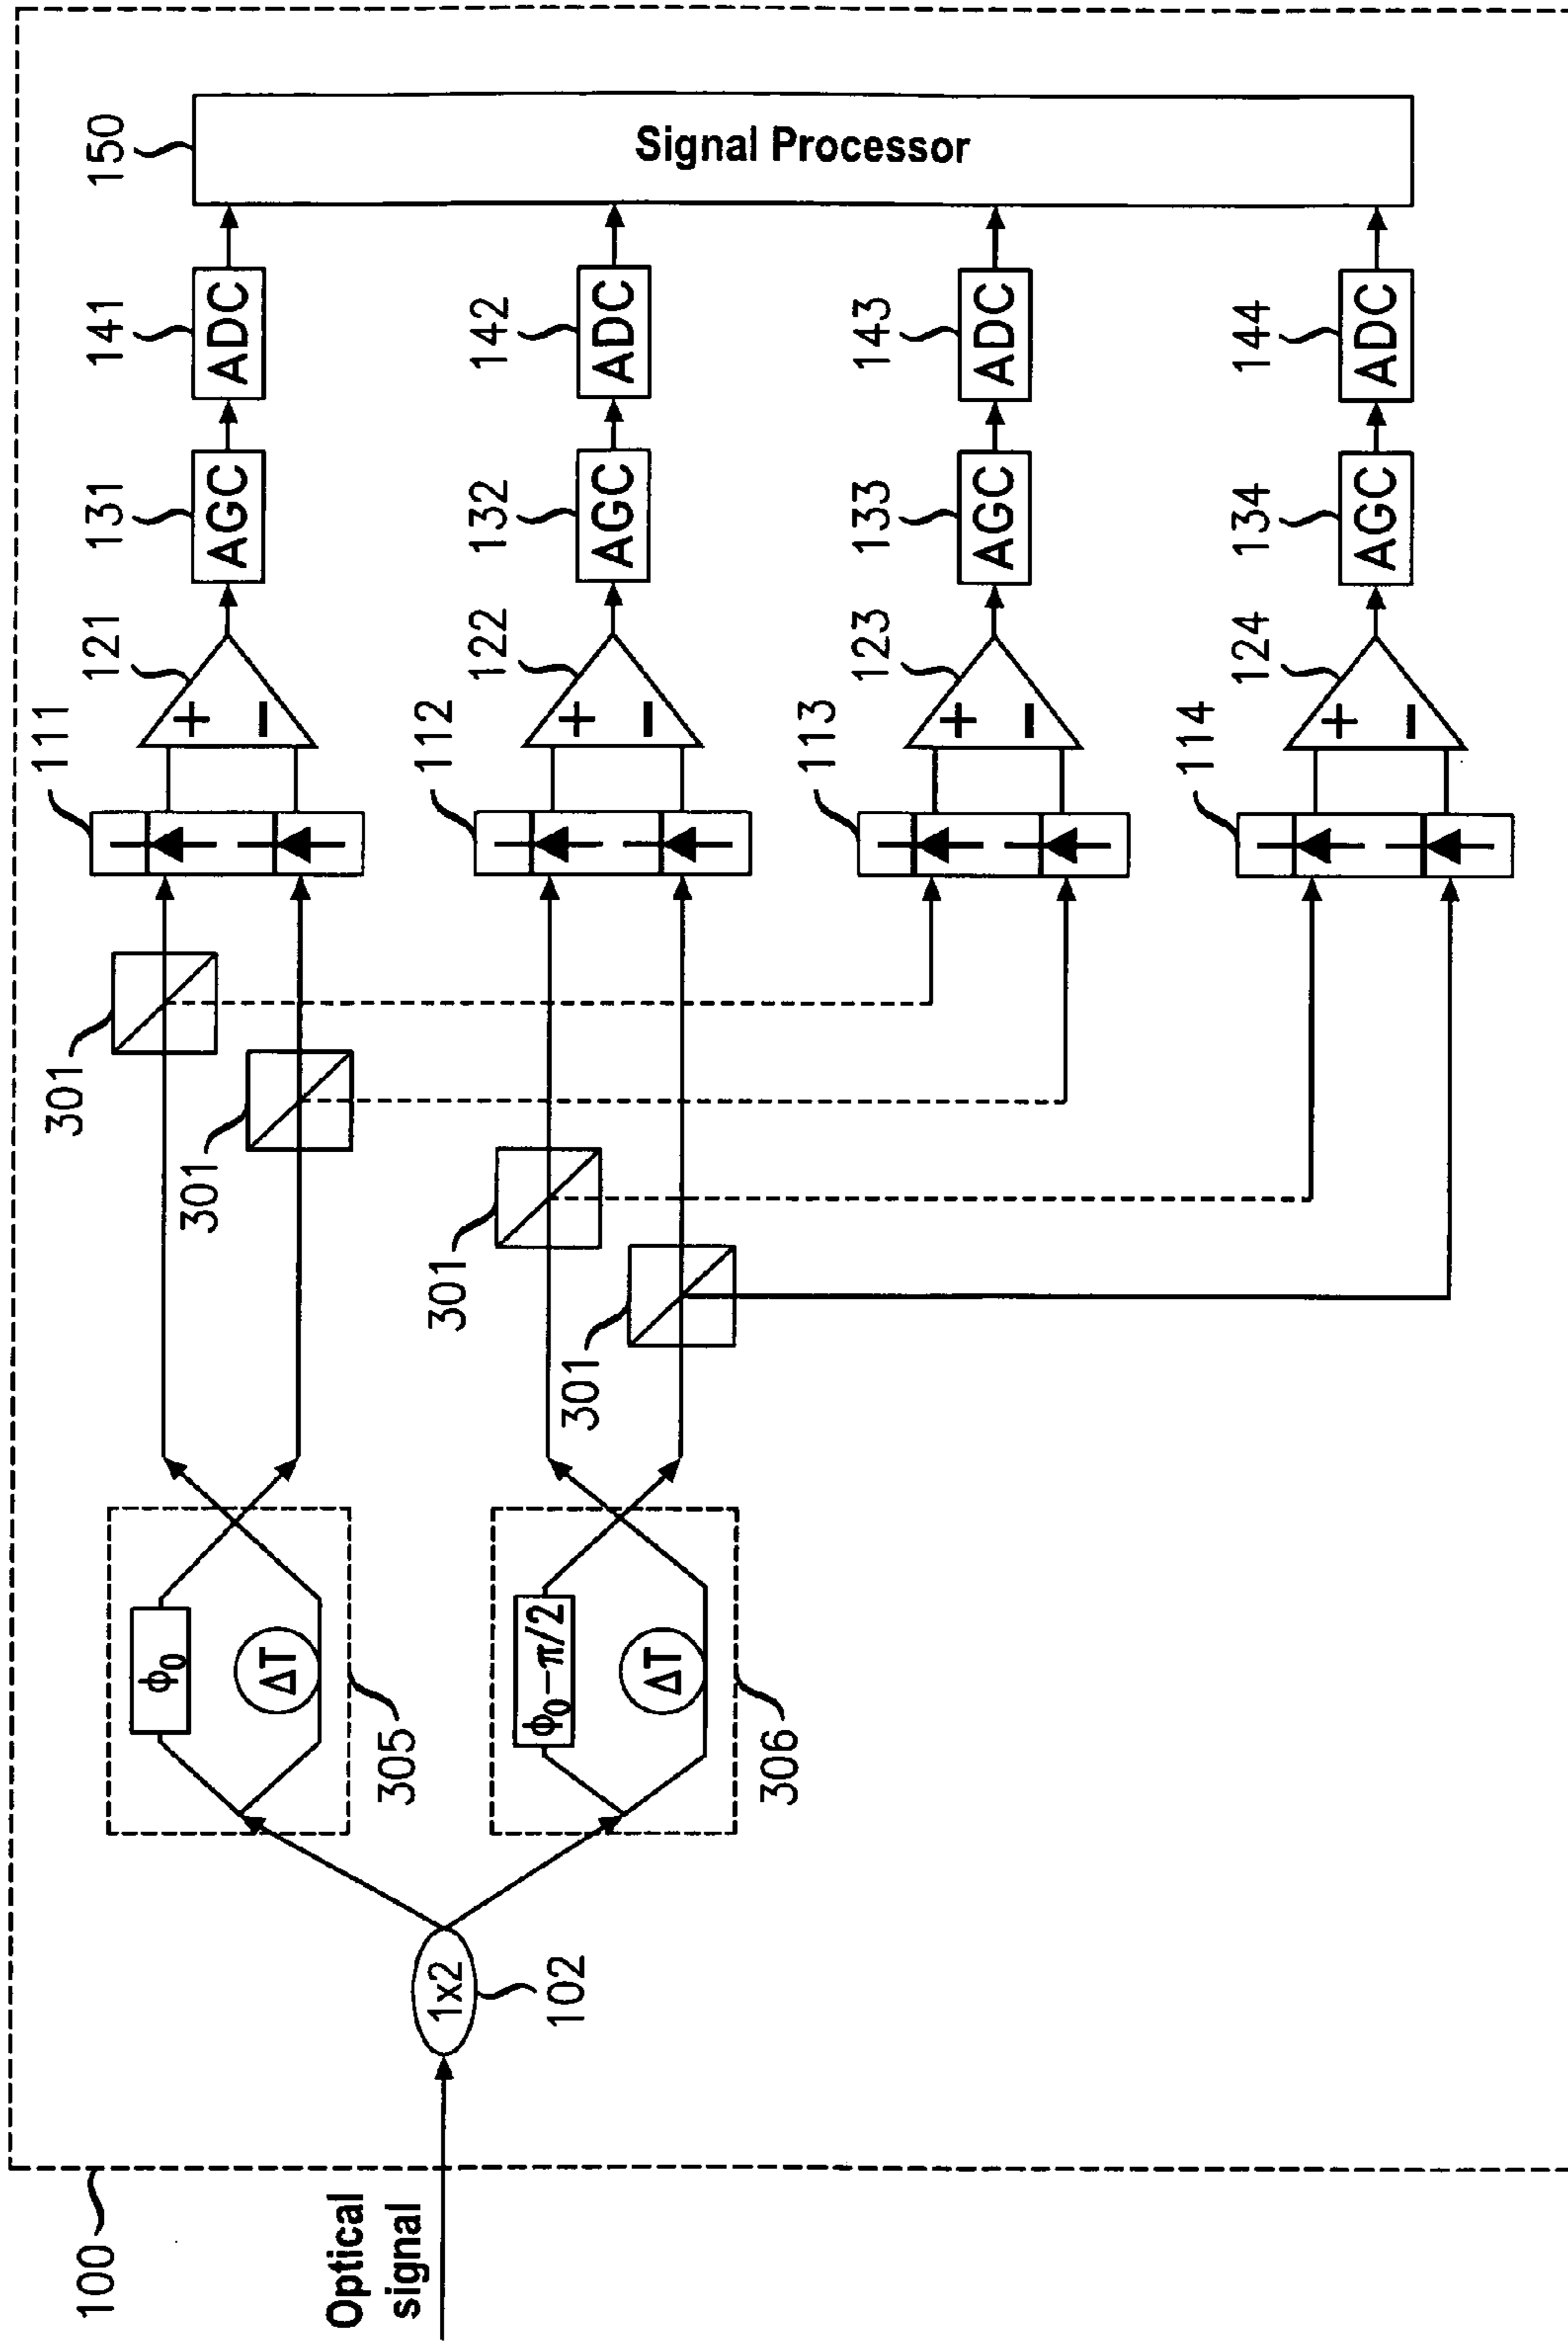 100
Optical
signal
1x2
102
ϕ0
ΔT
305
ϕ0−π/2
ΔT
306
301
301
301
301
111
+
−
121
AGC
131
ADC
141
112
+
−
122
AGC
132
ADC
142
113
+
−
123
AGC
133
ADC
143
114
+
−
124
AGC
134
ADC
144
Signal Processor
150